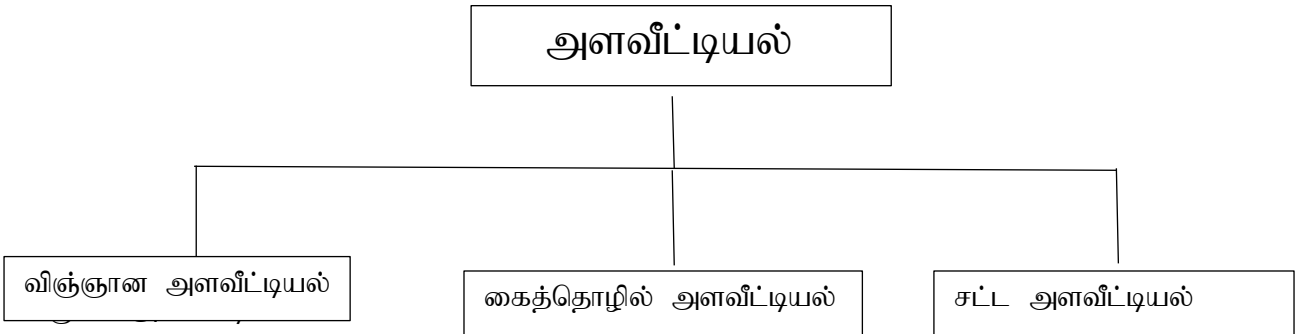 அளவீட்டியல்
விஞ்ஞான அளவீட்டியல்
கைத்தொழில் அளவீட்டியல்
சட்ட அளவீட்டியல்